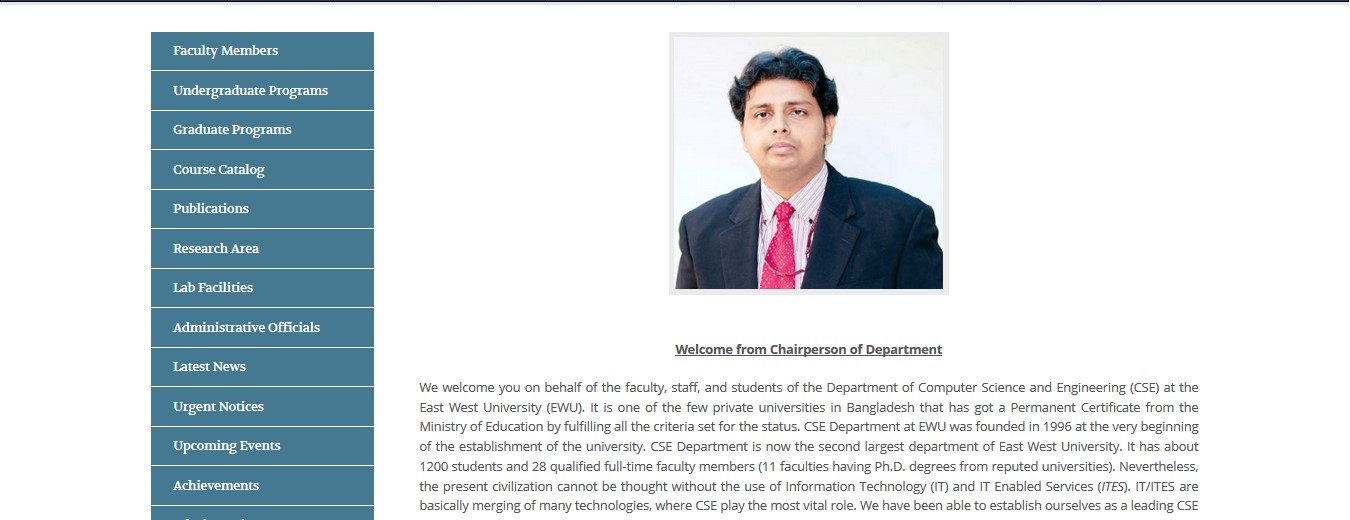 Faculty Members
Undergraduate Programs
Graduate Programs
Course Catalog
Publications
Research Area
Lab Facilities
Administrative Officials
Latest News
Urgent Notices
Upcoming Events
Achievements
Welcome from Chairperson of Department
We welcome you on behalf of the faculty, staff, and students of the Department of Computer Science and Engineering (CSE) at the
East West University (EWU). It is one of the few private universities in Bangladesh that has got a Permanent Certificate from the
Ministry of Education by fulfilling all the criteria set for the status. CSE Department at EWU was founded in 1996 at the very beginning
of the establishment of the university. CSE Department is now the second largest department of East West University. It has about
1200 students and 28 qualified full-time faculty members (11 faculties having Ph.D. degrees from reputed universities). Nevertheless,
the present civilization cannot be thought without the use of Information Technology (IT) and IT Enabled Services (ITES). IT/ITES are
basically merging of many technologies, where CSE play the most vital role. We have been able to establish ourselves as a leading CSE